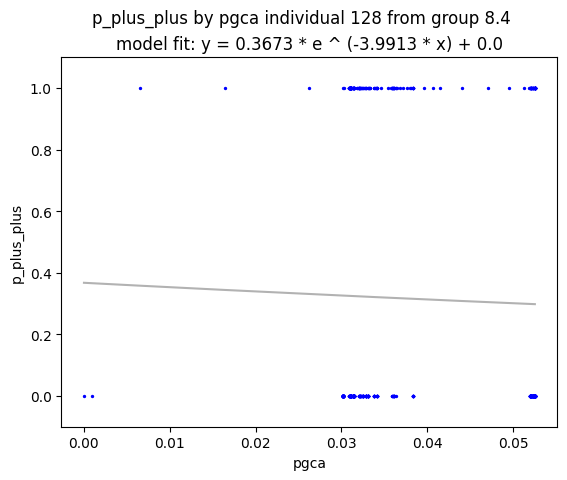 p_plus_plus by pgca individual 128 from group 8.4
model fit: y = 0.3673 * e ^ (-3.9913 * x) + 0.0
1.0
0.8
0.6
0.4
0.2
0.0
p_plus_plus
0.00 0.01 0.02 0.03 0.04 0.05
pgca